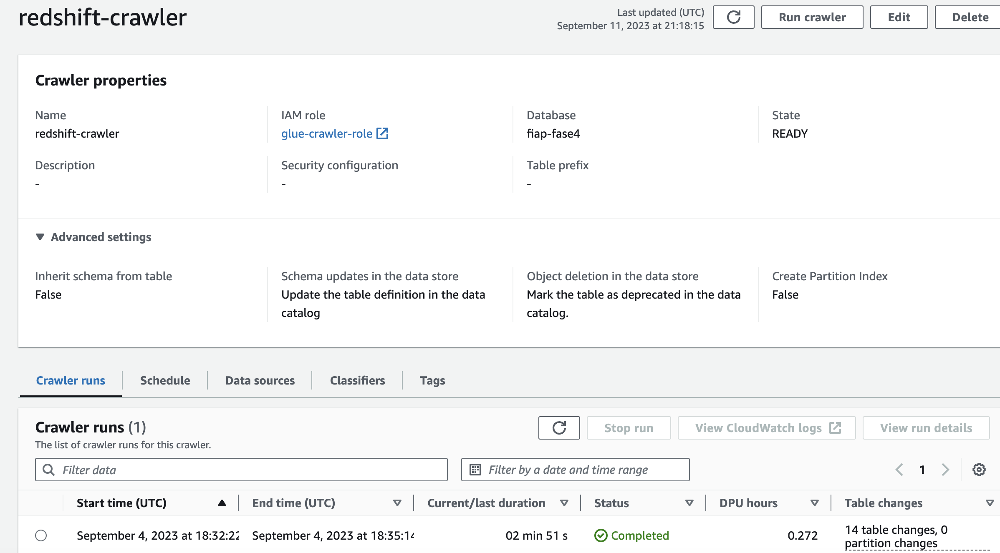 redshift-crawler
Last updated (UTC)
September 11, 2023 at 21:18:15
Run crawler
Edit
Delete
Crawler properties
Name
redshift-crawler
IAM role
glue-crawler-role
Database
fiap-fase4
State
READY
Description
-
Security configuration
-
Table prefix
-
Advanced settings
Inherit schema from table
False
Schema updates in the data store
Update the table definition in the data
catalog
Object deletion in the data store
Mark the table as deprecated in the data
catalog.
Create Partition Index
False
Crawler runs
Schedule
Data sources
Classifiers
Tags
Crawler runs (1)
The list of crawler runs for this crawler.
Stop run
View CloudWatch logs
View run details
Filter data
Filter by a date and time range
1
Start time (UTC)
End time (UTC)
Current/last duration
Status
DPU hours
Table changes
September 4, 2023 at 18:32:22
September 4, 2023 at 18:35:14
02 min 51 s
Completed
0.272
14 table changes, 0
partition changes